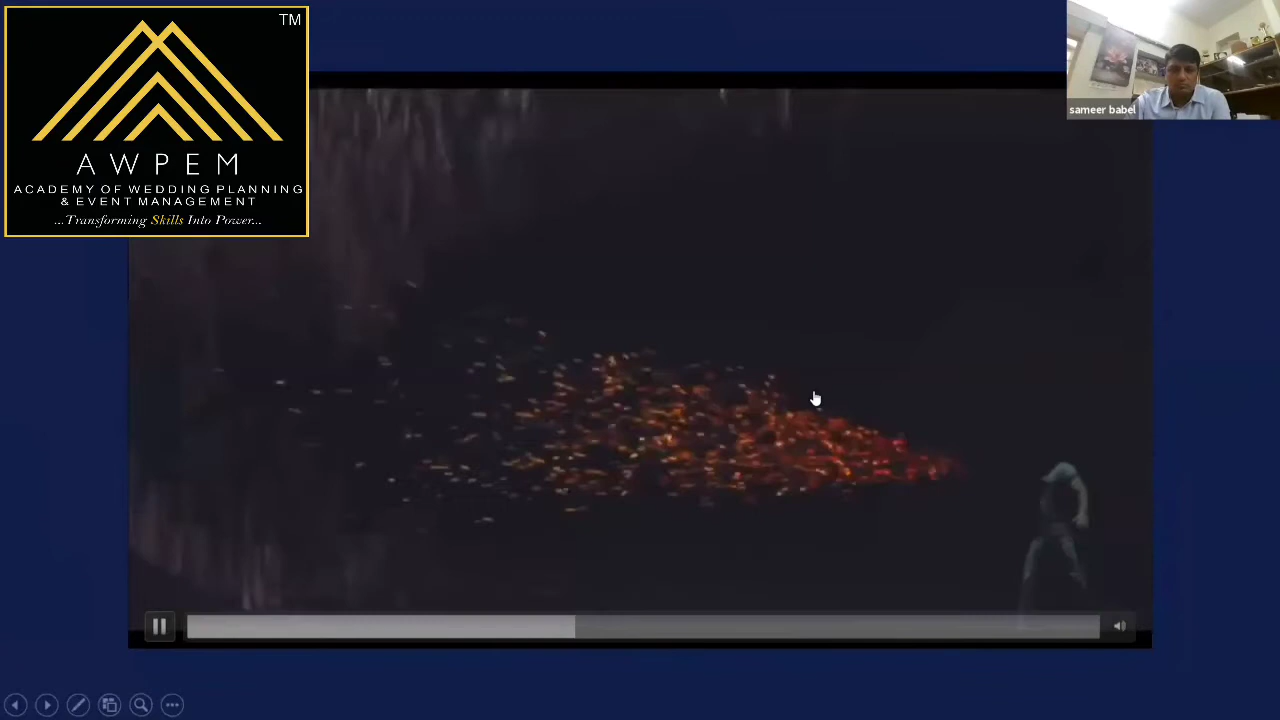 TM
AWPEM
ACADEMY OF WEDDING PLANNING
& EVENT MANAGEMENT
...Transforming Skills Into Power...
sameer babel